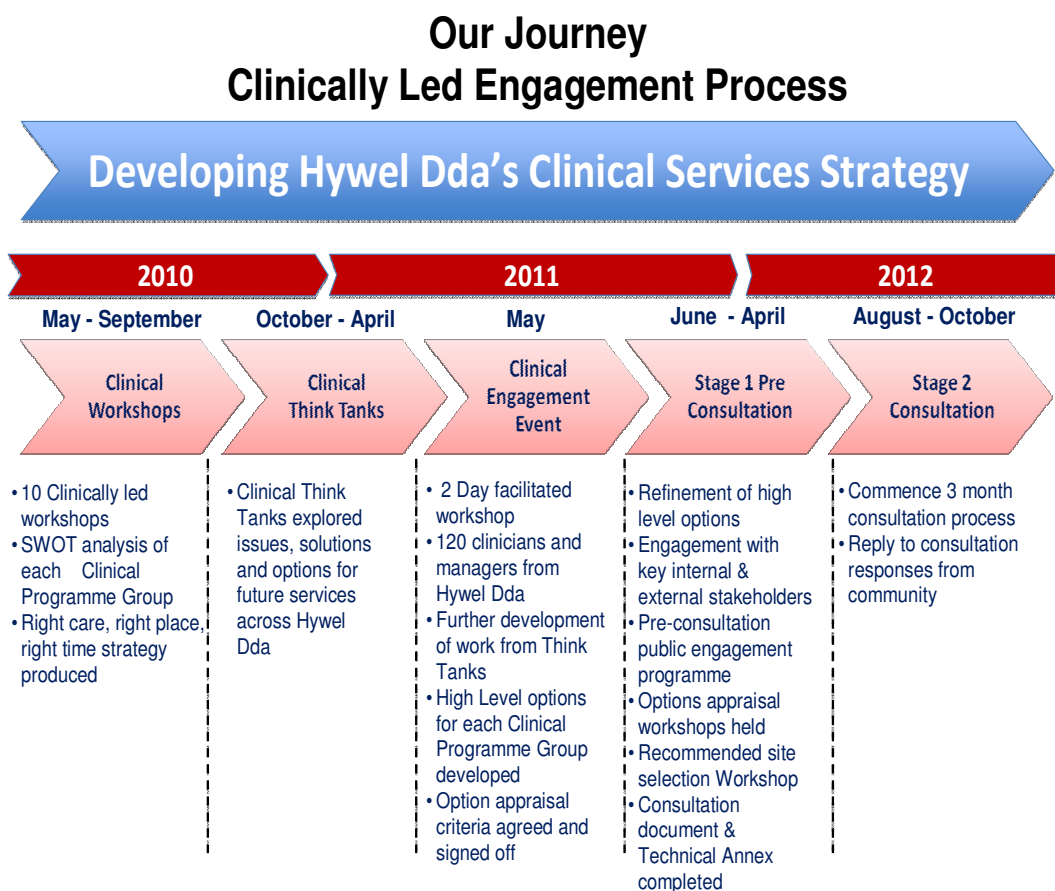 Our Journey
Clinically Led Engagement Process
Developing Hywel Dda's Clinical Services Strategy
2010
2011
2012
May - September
October - April
May
June - April
August - October
Clinical
Workshops
Clinical
Think Tanks
Clinical
Engagement
Event
Stage 1 Pre
Consultation
Stage 2
Consultation
• 10 Clinically led
workshops
• SWOT analysis of
each Clinical
Programme Group
• Right care, right place,
right time strategy
produced
• Clinical Think
Tanks explored
issues, solutions
and options for
future services
across Hywel
Dda
• 2 Day facilitated
workshop
• 120 clinicians and
managers from
Hywel Dda
• Further development
of work from Think
Tanks
• High Level options
for each Clinical
Programme Group
developed
• Option appraisal
criteria agreed and
signed off
• Refinement of high
level options
• Engagement with
key internal &
external stakeholders
• Pre-consultation
public engagement
programme
• Options appraisal
workshops held
• Recommended site
selection Workshop
• Consultation
document &
Technical Annex
completed
• Commence 3 month
consultation process
• Reply to consultation
responses from
community